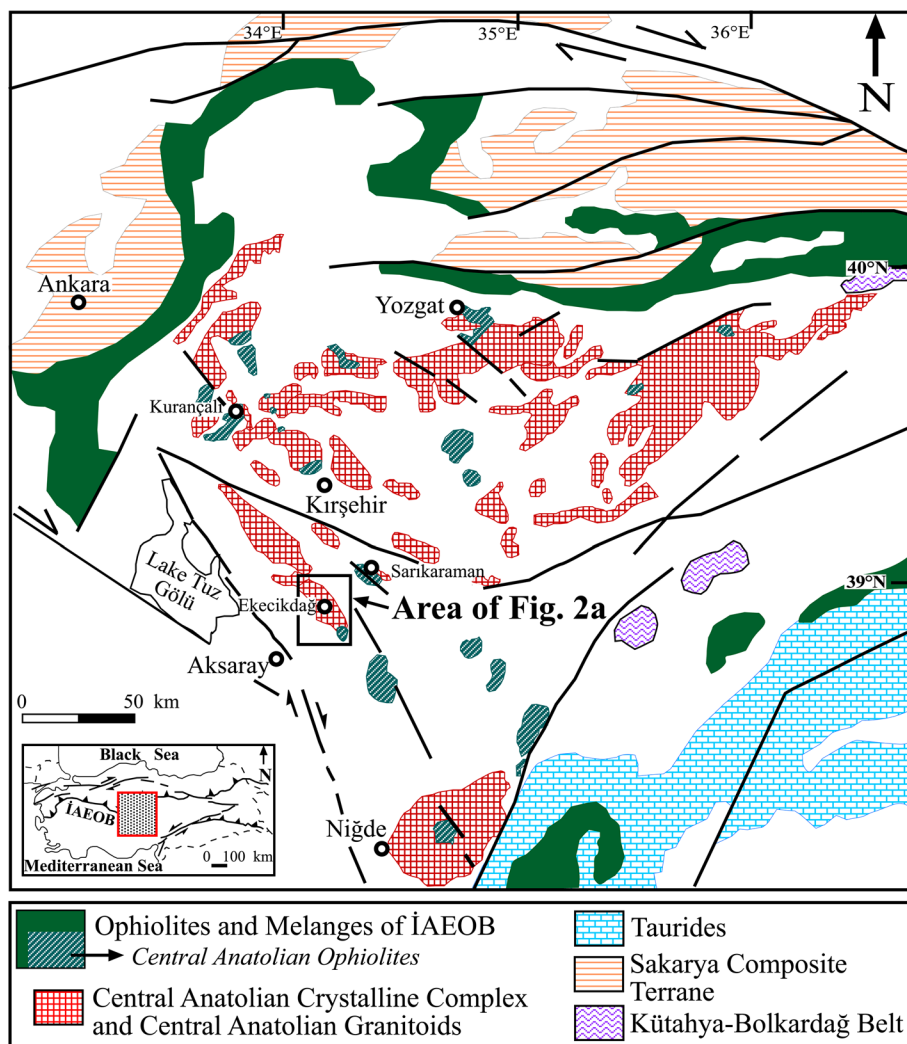 34°E
35°E
36°E
N
40°N
Ankara
Yozgat
Kurançalı
Kırşehir
Lake Tuz
Gölü
Sarıkaraman
39°N
Ekecikdağ
Area of Fig. 2a
Aksaray
0 50 km
Black Sea
N
İAEOB
Niğde
Mediterranean Sea
0 100 km
Ophiolites and Melanges of İAEOB
Central Anatolian Ophiolites
Central Anatolian Crystalline Complex
and Central Anatolian Granitoids
Taurides
Sakarya Composite
Terrane
Kütahya-Bolkardağ Belt